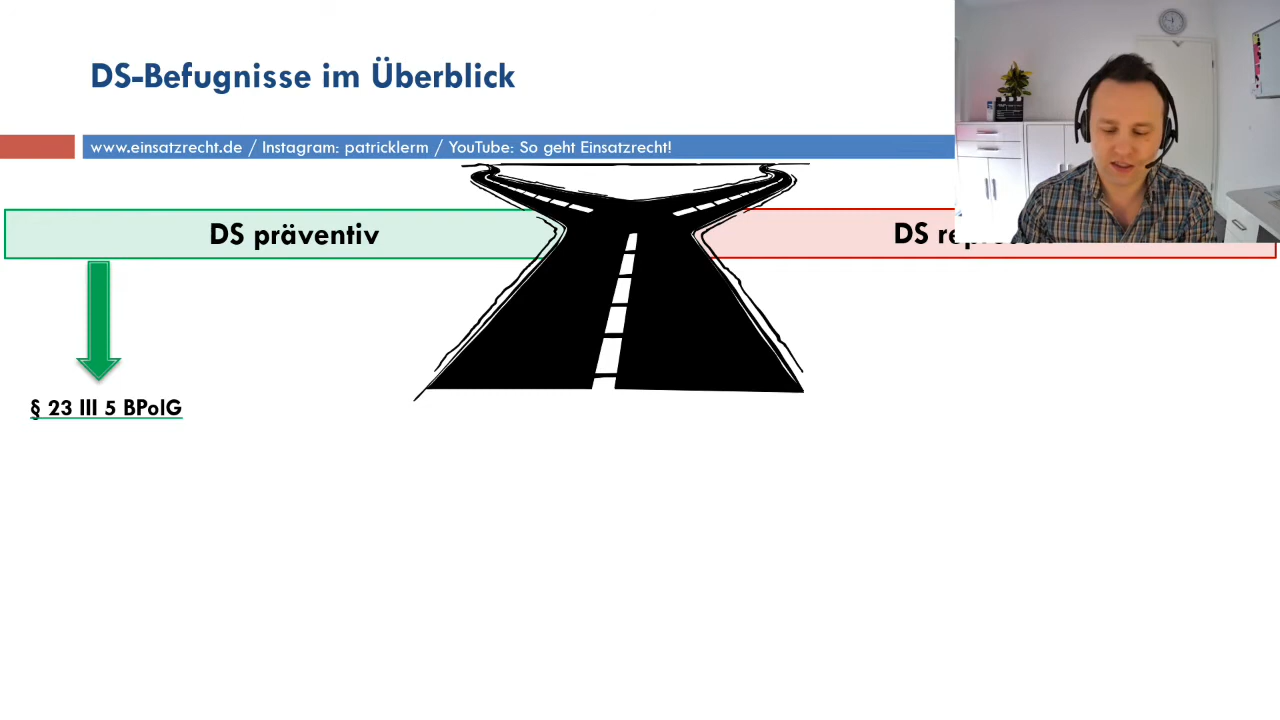 DS-Befugnisse im Überblick
www.einsatzrecht.de / Instagram: patricklerm / YouTube: So geht Einsatzrecht!
DS präventiv
DS
§ 23 III 5 BPolG